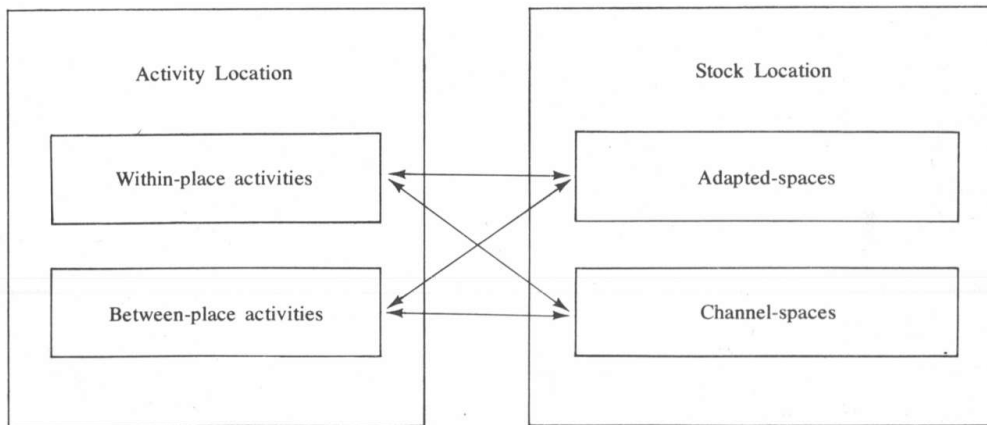 Activity Location
Stock Location
Within-place activities
Adapted-spaces
Between-place activities
Channel-spaces